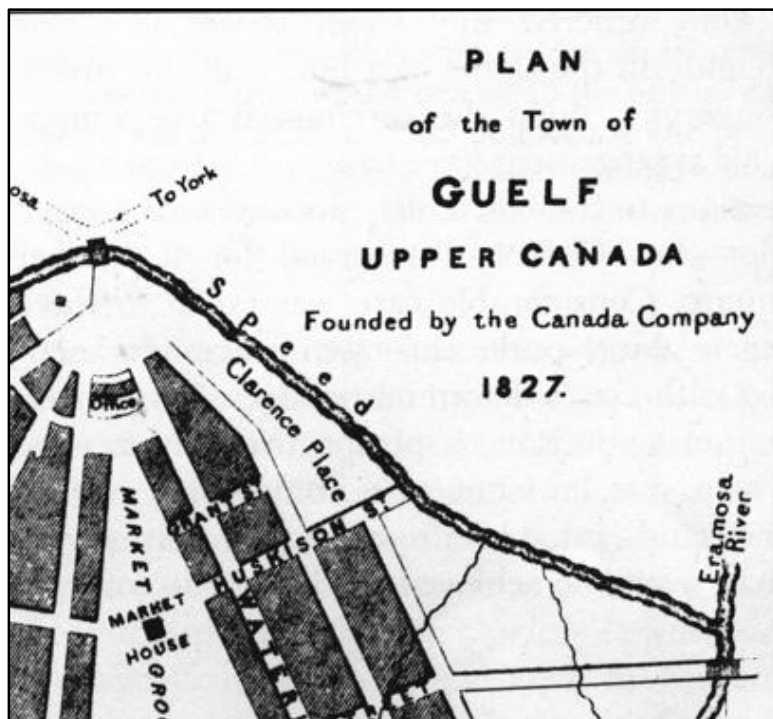 PLAN
of the Town of
GUELF
UPPER CANADA
Founded by the Canada Company
1827.
To York
Speed
Clarence Place
Office
GRANT
HUSKISON St.
MARKET
MARKET
HOUSE
Eramosa
River